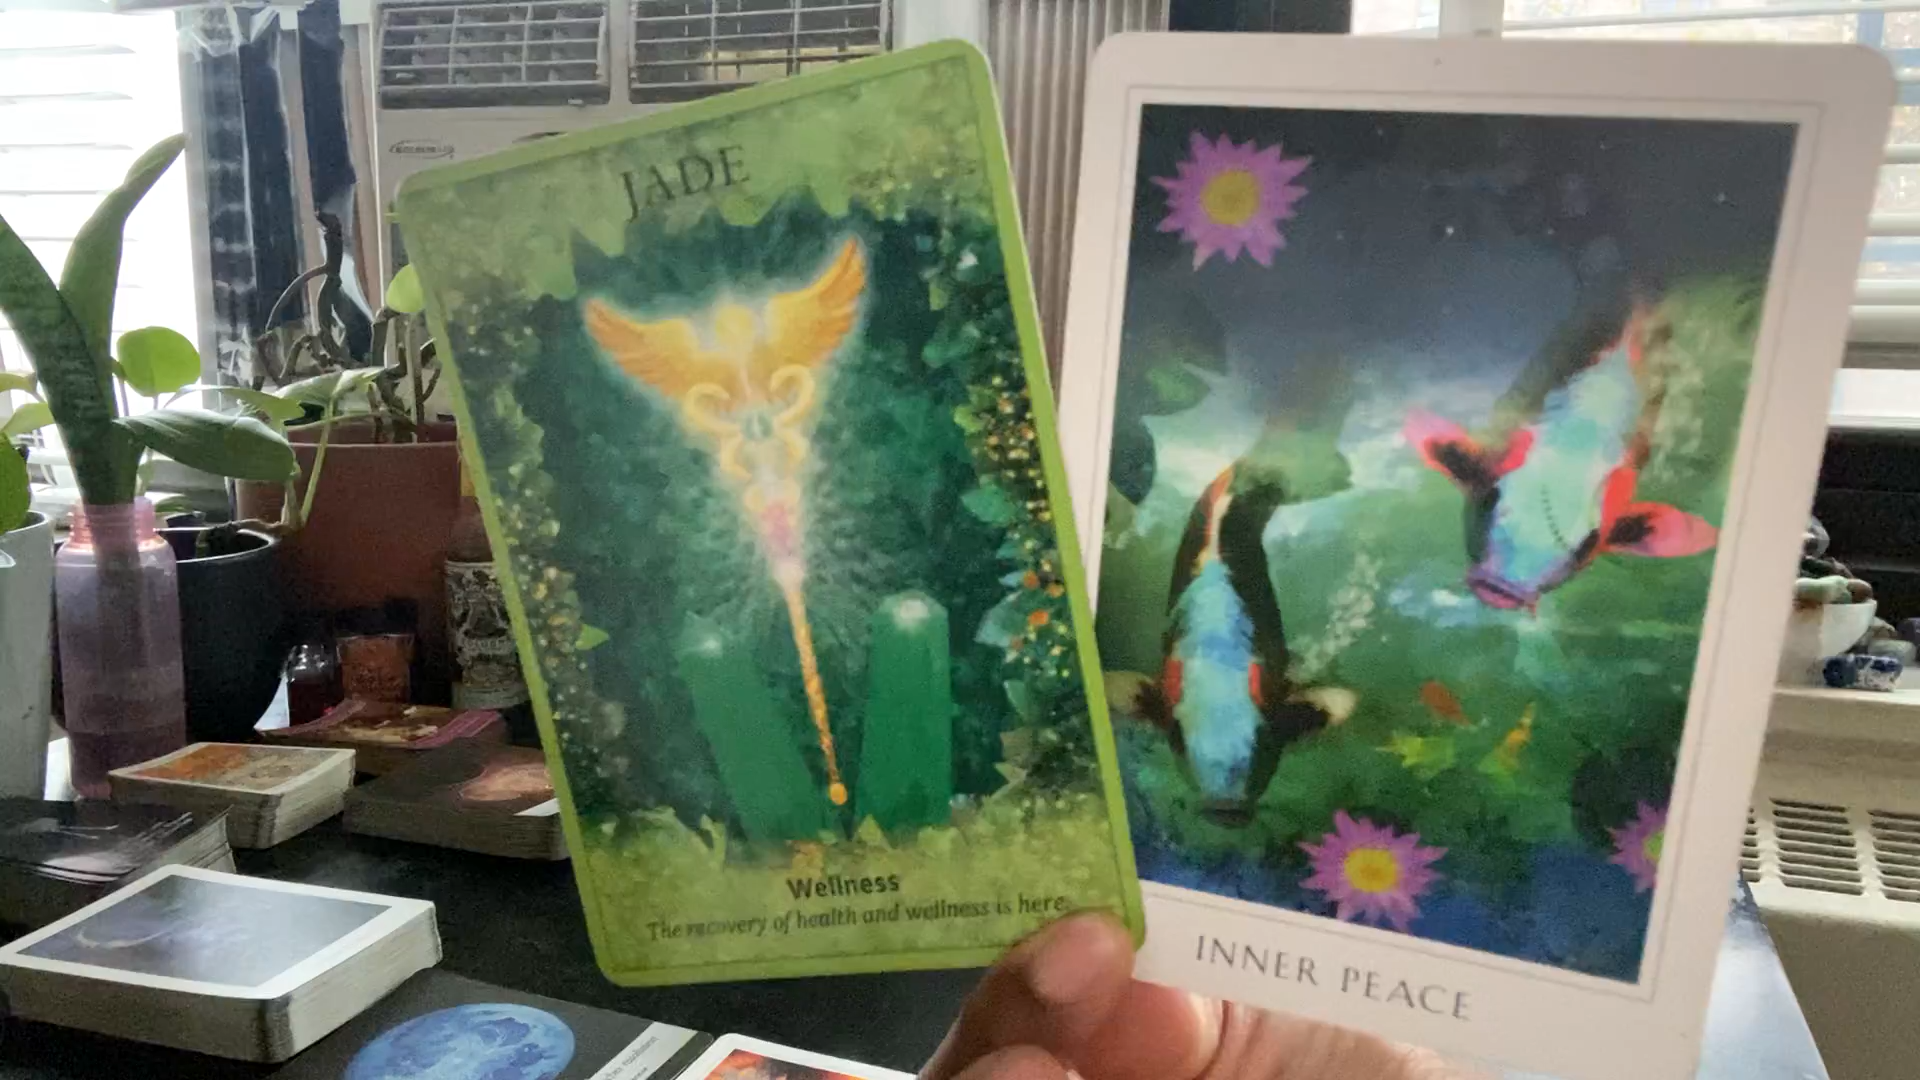 JADE
Wellness
The recovery of health and wellness is here.
INNER PEACE